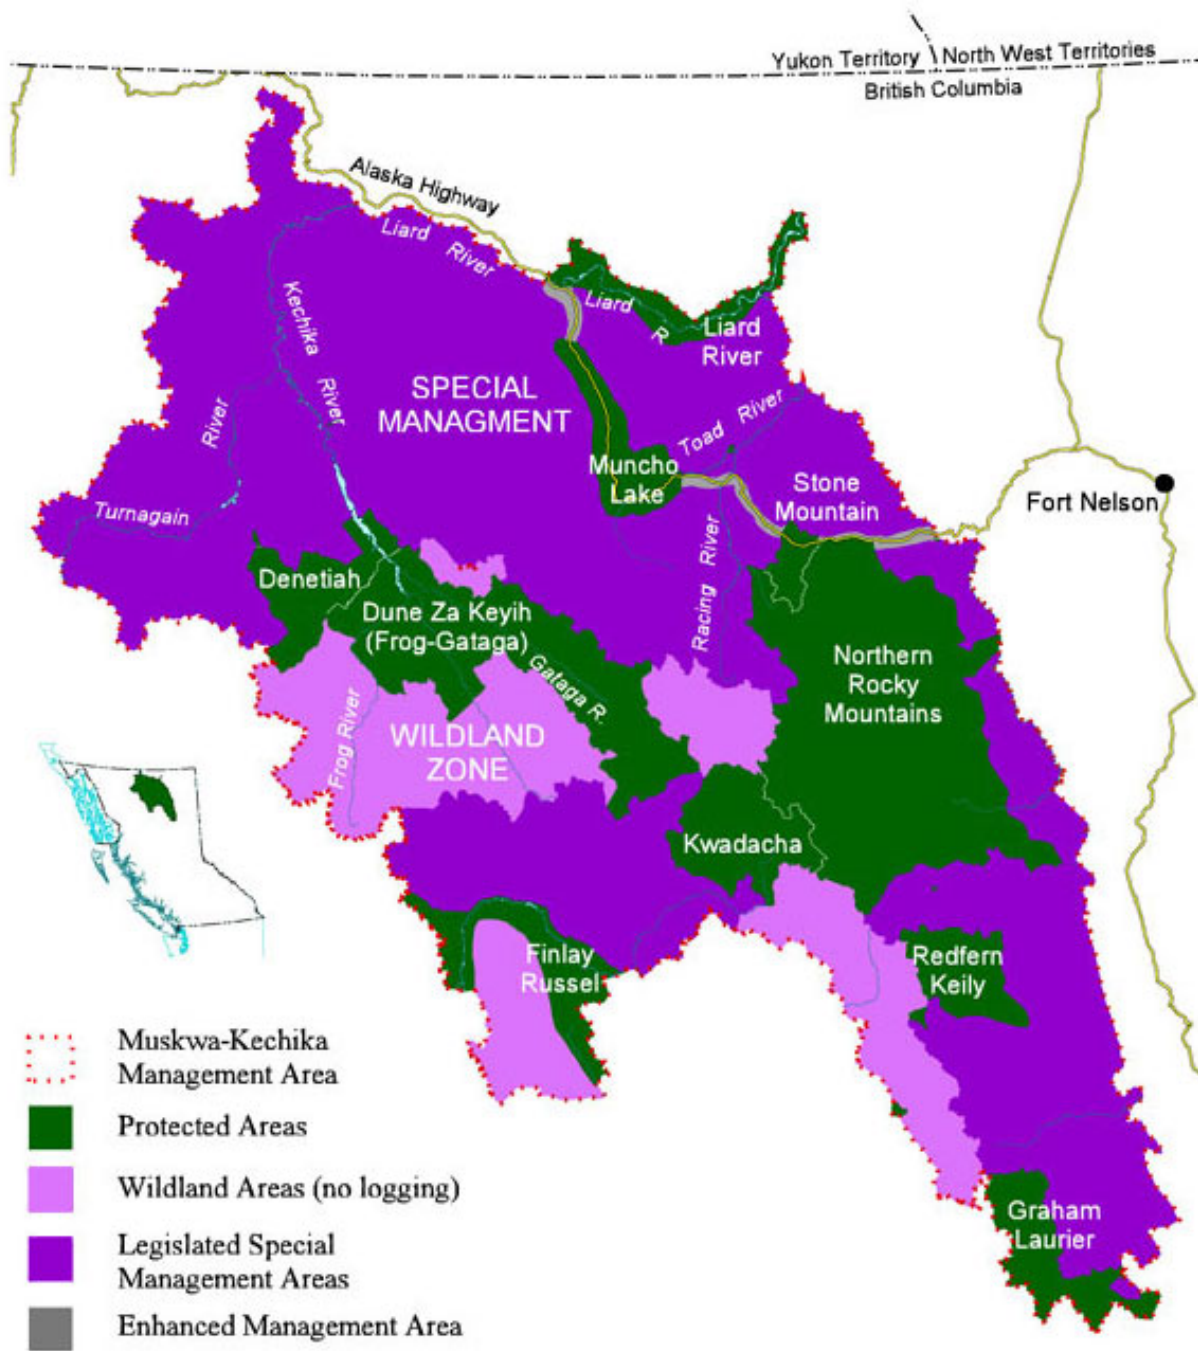 Yukon Territory
North West Territories
British Columbia
Alaska Highway
Liard River
Kechika River
Liard R.
Liard
River
SPECIAL
MANAGMENT
River
Toad River
Muncho
Lake
Stone
Mountain
Fort Nelson
Turnagain
Racing River
Denetiah
Dune Za Keyih
(Frog-Gataga)
Gataga R.
Northern
Rocky
Mountains
Frog River
WILDLAND
ZONE
Kwadacha
Finlay
Russel
Redfern
Keily
Graham
Laurier
Muskwa-Kechika
Management Area
Protected Areas
Wildland Areas (no logging)
Legislated Special
Management Areas
Enhanced Management Area